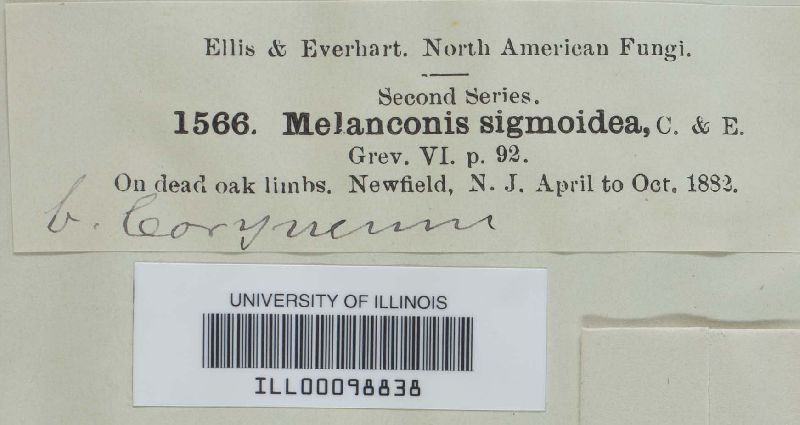 Ellis & Everhart. North American Fungi.
Second Series.
1566. Melanconis sigmoidea, C. & E.
Grev. VI. p. 92.
On dead oak limbs. Newfield, N. J. April to Oct. 1882.
b. Coryneum
UNIVERSITY OF ILLINOIS
ILL00098838